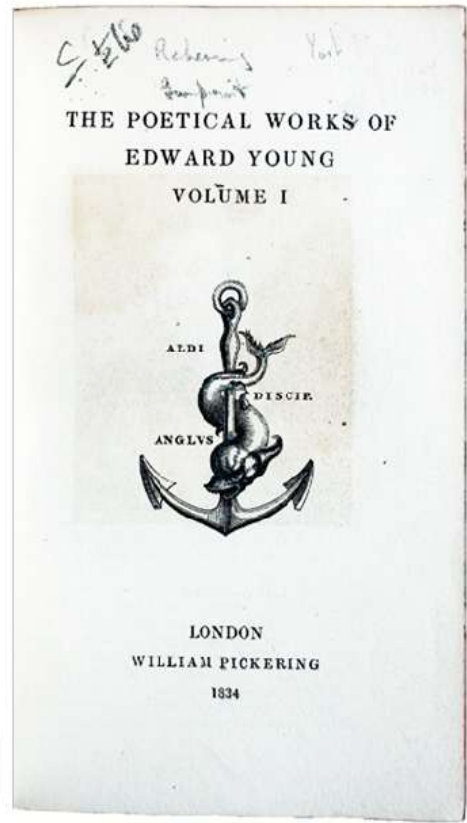 THE POETICAL WORKS OF
EDWARD YOUNG
VOLUME I
ALDI
DISCIP.
ANGLVS
LONDON
WILLIAM PICKERING
1834